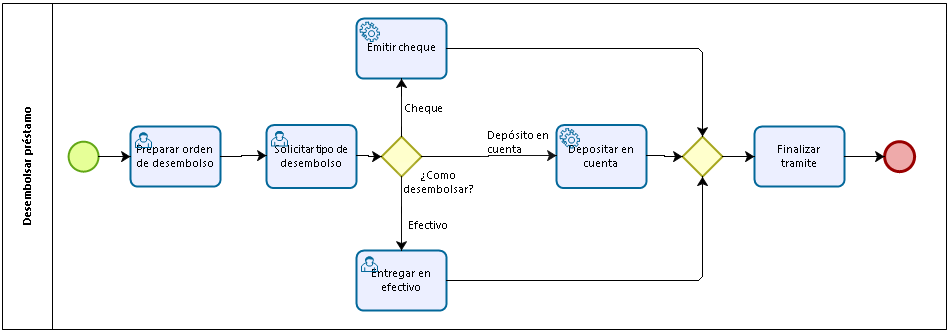 Desembolsar préstamo
Preparar orden
de desembolso
Solicitar tipo de
desembolso
¿Como
desembolsar?
Cheque
Emitir cheque
Depósito en
cuenta
Depositar en
cuenta
Efectivo
Entregar en
efectivo
Finalizar
tramite